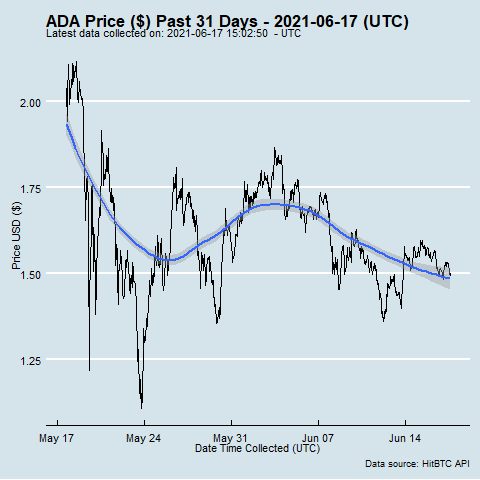 ADA Price ($) Past 31 Days - 2021-06-17 (UTC)
Latest data collected on: 2021-06-17 15:02:50  - UTC
2.00
1.75
1.50
1.25
Price USD ($)
May 17 May 24 May 31 Jun 07 Jun 14
Date Time Collected (UTC)
Data source: HitBTC API